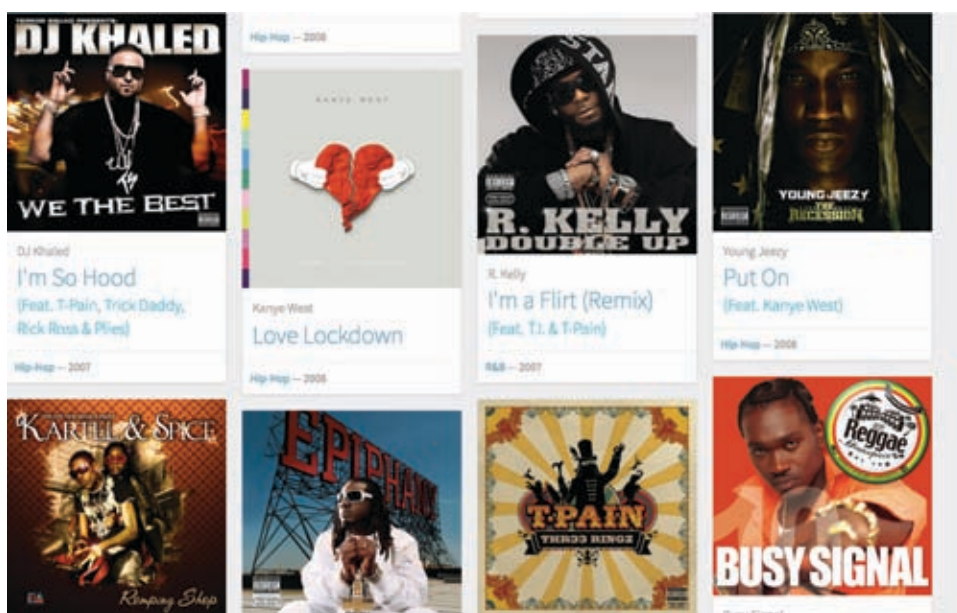 DJ KHALED
WE THE BEST
DJ Khaled
I'm So Hood
(Feat. T-Pain, Trick Daddy,
Rick Ross & Plies)
Hip-Hop — 2007
KARTEL & SPICE
Romping Shop
Hip-Hop — 2008
KANYE WEST
Kanye West
Love Lockdown
Hip-Hop — 2008
EPIPHANY
R. KELLY
DOUBLE UP
R. Kelly
I'm a Flirt (Remix)
(Feat. T.I. & T-Pain)
R&B — 2007
T-PAIN
THR33 RINGZ
YOUNG JEEZY
THE
RECESSION
Young Jeezy
Put On
(Feat. Kanye West)
Hip-Hop — 2008
Reggae
BUSY SIGNAL